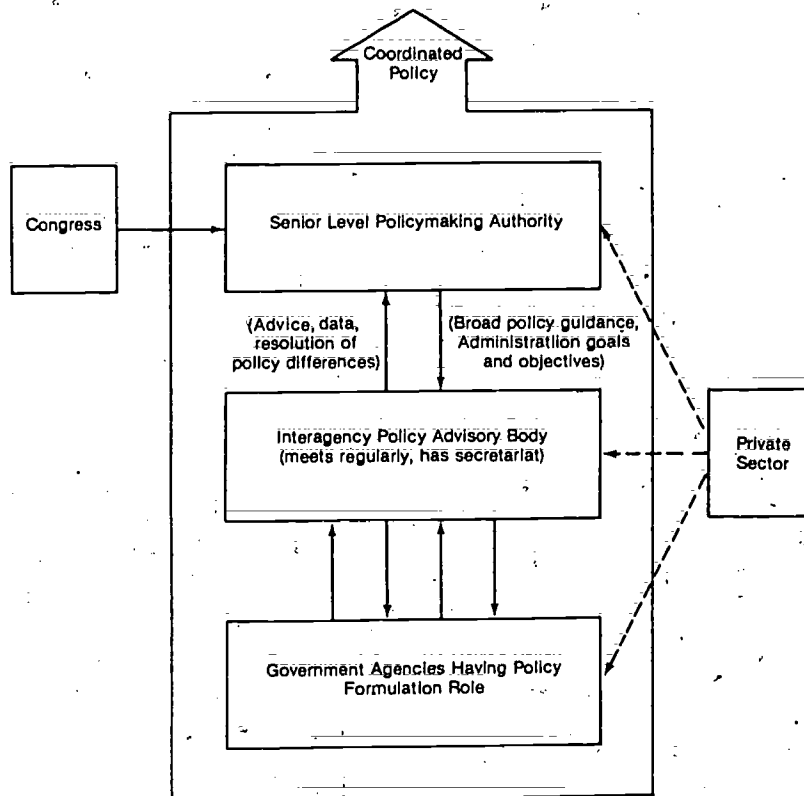 Coordinated
Policy
Congress
Senior Level Policymaking Authority
(Advice, data,
resolution of
policy differences)
(Broad policy guidance,
Administration goals
and objectives)
Interagency Policy Advisory Body
(meets regularly, has secretariat)
Private
Sector
Government Agencies Having Policy
Formulation Role